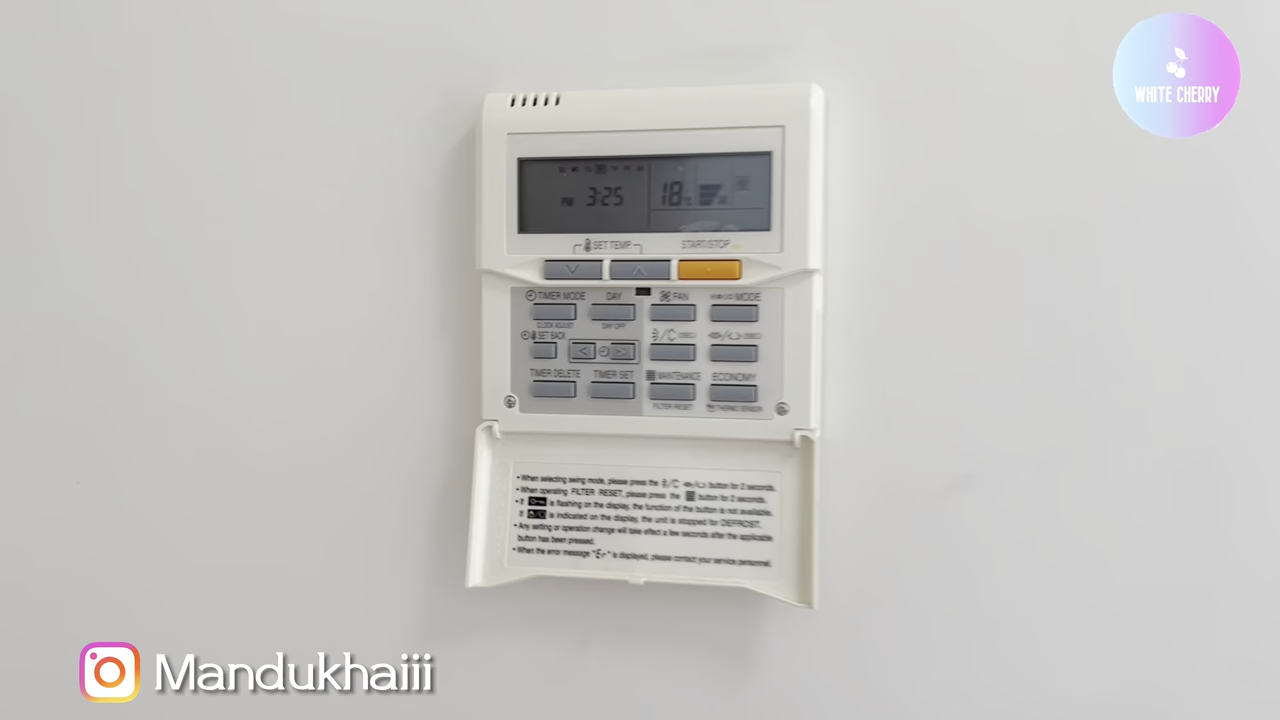 WHITE CHERRY
PM 3:25 18°C
SET TEMP. START/STOP
TIMER MODE DAY FAN MODE
CLOCK ADJUST DAY OFF
SET BACK
TIMER DELETE TIMER SET MAINTENANCE ECONOMY
FILTER RESET THERMO SENSOR
• When selecting swing mode, please press the button for 2 seconds.
• When operating FILTER RESET, please press the button for 2 seconds.
• If is flashing on the display, the function of the button is not available.
If is indicated on the display, the unit is stopped for DEFROST.
• Any setting or operation change will take effect a few seconds after the applicable
button has been pressed.
• When the error message "Er" is displayed, please contact your service personnel.
Mandukhaiii